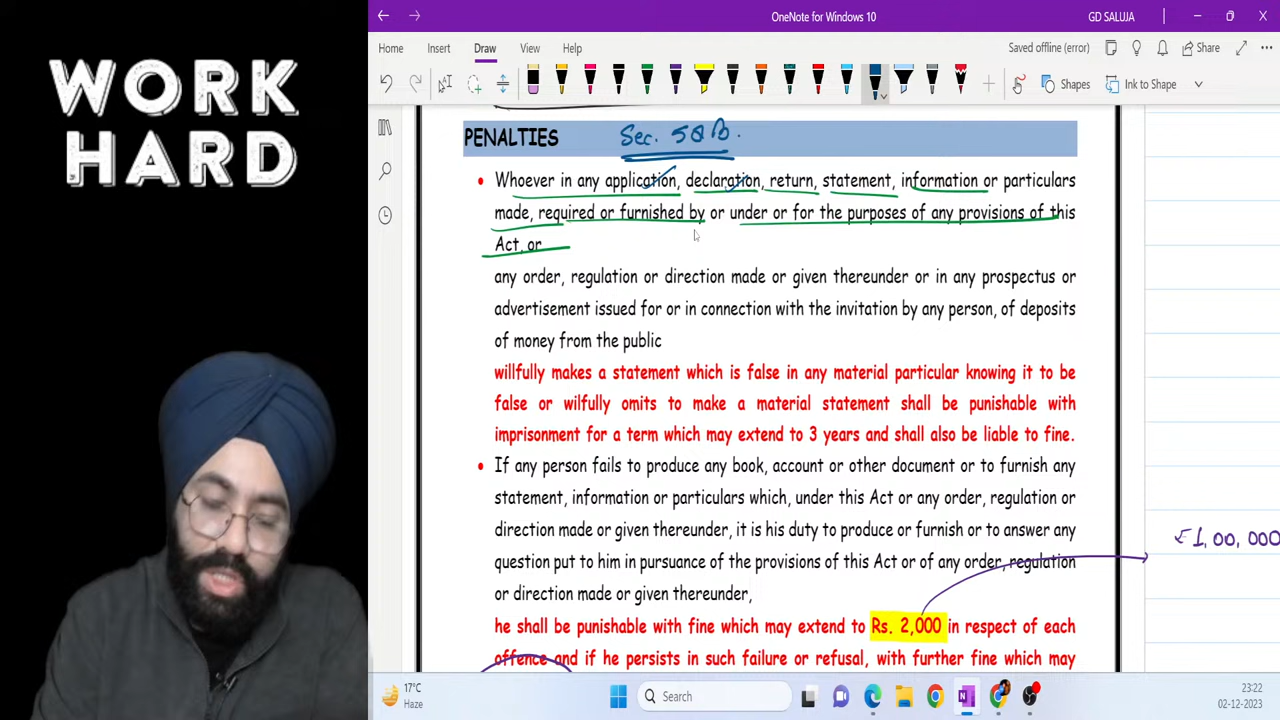 WORK
HARD
OneNote for Windows 10
GD SALUJA
Home Insert Draw View Help
Saved offline (error)
Share
Shapes
Ink to Shape
PENALTIES
Sec. 58B.
• Whoever in any application, declaration, return, statement, information or particulars
made, required or furnished by or under or for the purposes of any provisions of this
Act, or
any order, regulation or direction made or given thereunder or in any prospectus or
advertisement issued for or in connection with the invitation by any person, of deposits
of money from the public
willfully makes a statement which is false in any material particular knowing it to be
false or wilfully omits to make a material statement shall be punishable with
imprisonment for a term which may extend to 3 years and shall also be liable to fine.
• If any person fails to produce any book, account or other document or to furnish any
statement, information or particulars which, under this Act or any order, regulation or
direction made or given thereunder, it is his duty to produce or furnish or to answer any
question put to him in pursuance of the provisions of this Act or of any order, regulation
or direction made or given thereunder,
1,00,000
he shall be punishable with fine which may extend to Rs. 2,000 in respect of each
offence and if he persists in such failure or refusal, with further fine which may
17°C
Haze
Search
23:22
02-12-2023